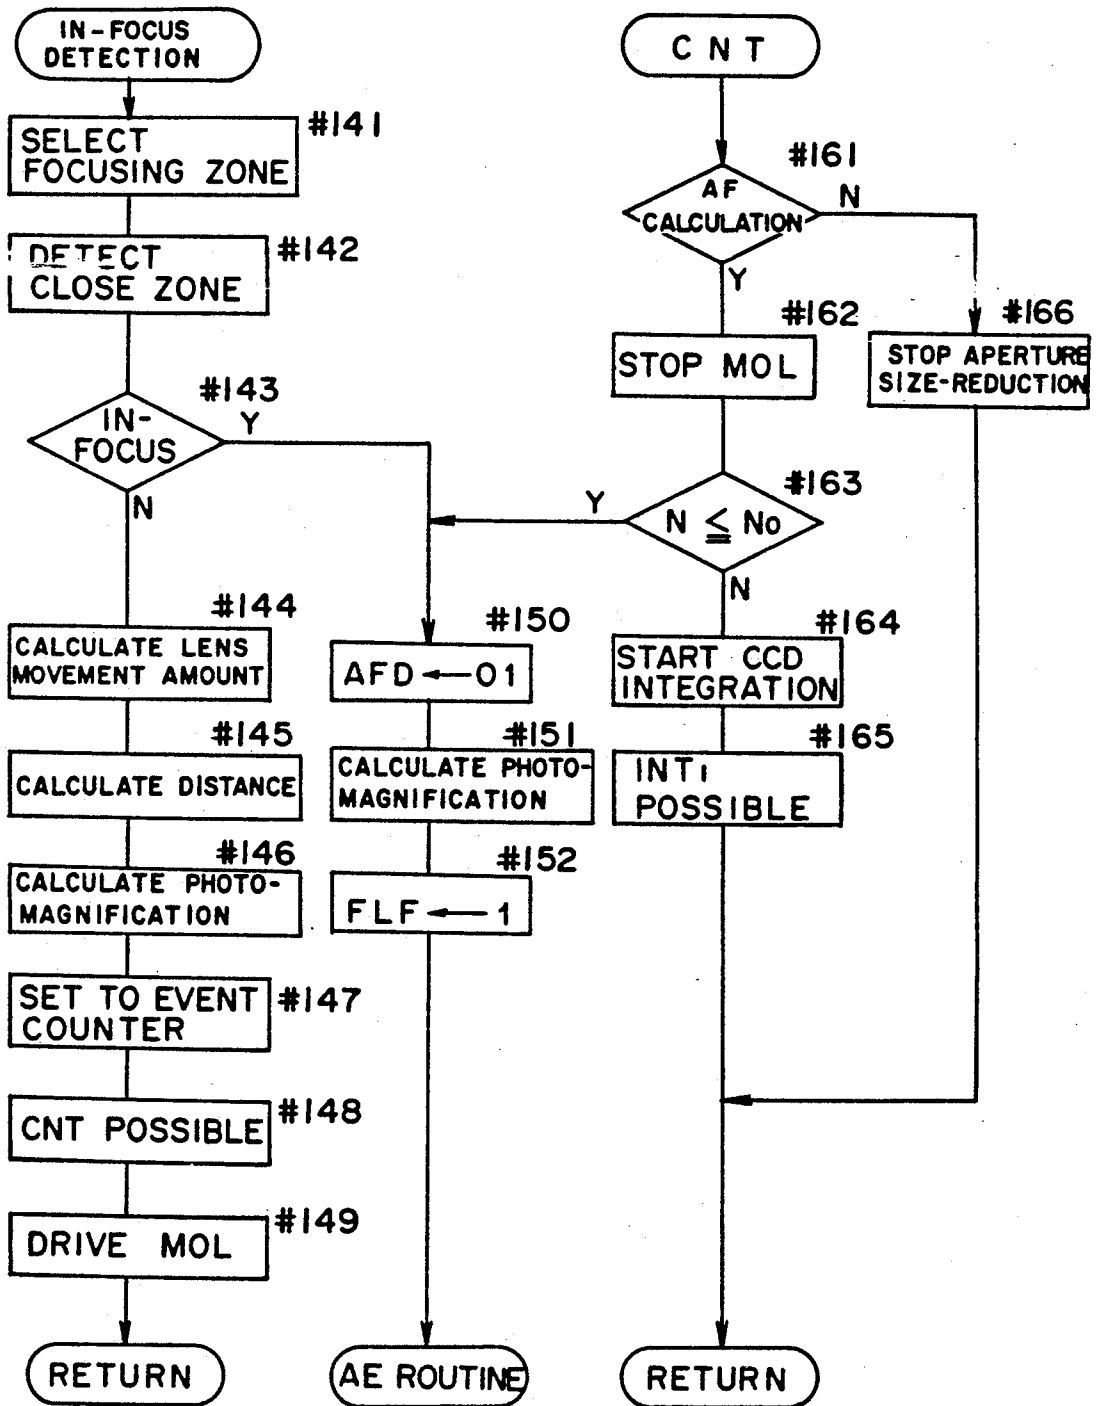 IN-FOCUS
DETECTION
#141
SELECT
FOCUSING ZONE
#142
DETECT
CLOSE ZONE
#143
IN-
FOCUS
Y
N
#144
CALCULATE LENS
MOVEMENT AMOUNT
#145
CALCULATE DISTANCE
#146
CALCULATE PHOTO-
MAGNIFICATION
#147
SET TO EVENT
COUNTER
#148
CNT POSSIBLE
#149
DRIVE MOL
RETURN
#150
AFD ← 01
#151
CALCULATE PHOTO-
MAGNIFICATION
#152
FLF ← 1
AE ROUTINE
CNT
#161
AF
CALCULATION
N
Y
#162
STOP MOL
#163
N ≦ No
Y
N
#164
START CCD
INTEGRATION
#165
INTI
POSSIBLE
#166
STOP APERTURE
SIZE-REDUCTION
RETURN